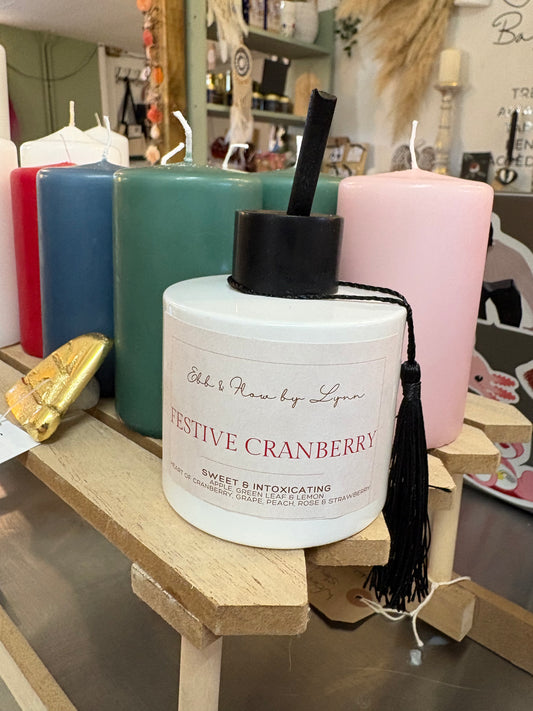 Ebb & Flow by Lynn
FESTIVE CRANBERRY
SWEET & INTOXICATING
APPLE, GREEN LEAF & LEMON
HEART OF CRANBERRY, GRAPE, PEACH, ROSE & STRAWBERRY